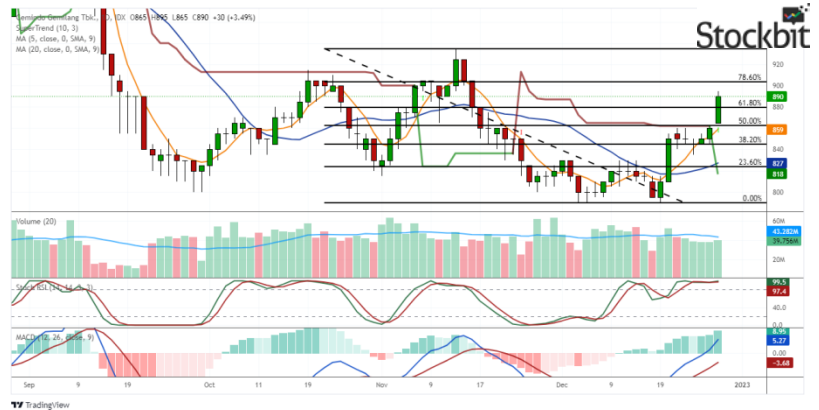 Stockbit
Gemindo Gemilang Tbk., D, IDX O865 H895 L865 C890 +30 (+3.49%)
SuperTrend (10, 3)
MA (5, close, 0, SMA, 9)
MA (20, close, 0, SMA, 9)
920
78.60%
900
890
61.80%
880
50.00%
859
38.20%
840
23.60%
827
818
0.00%
800
Volume (20)
60M
43.282M
39.756M
20M
Stoch RSI
99.5
97.4
40.0
MACD (12, 26, close, 9)
8.95
5.27
0.00
−3.68
Sep 9 19 Oct 11 19 Nov 9 17 Dec 9 19 2023
TradingView